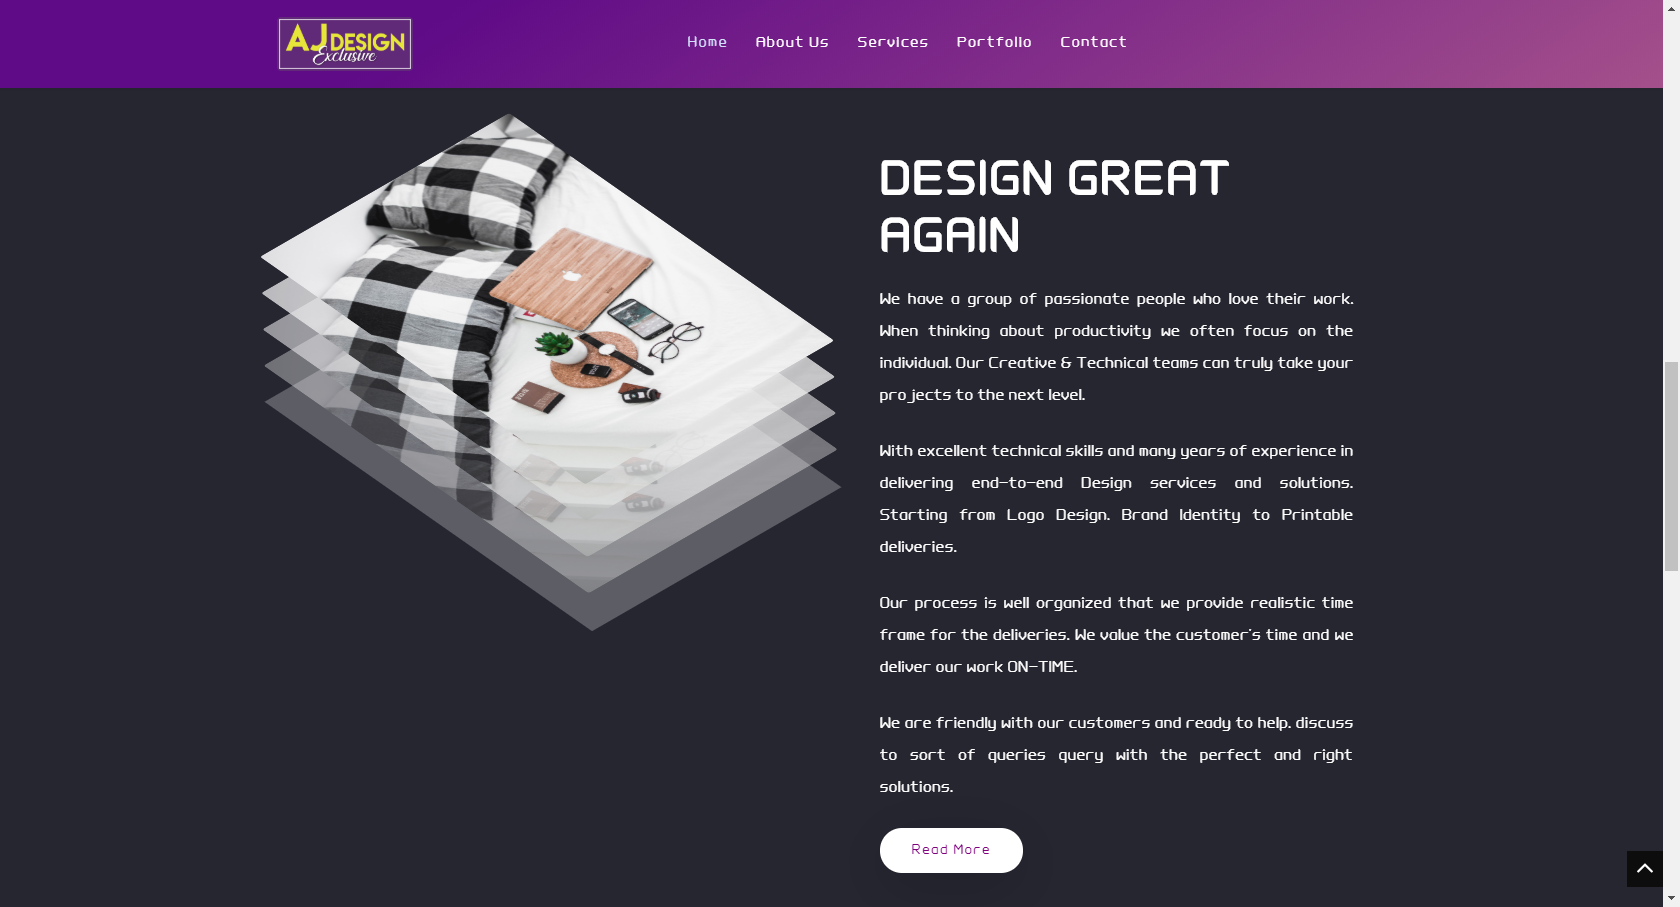 AJ DESIGN
Exclusive
Home About Us Services Portfolio Contact
DESIGN GREAT
AGAIN
We have a group of passionate people who love their work.
When thinking about productivity we often focus on the
individual. Our Creative & Technical teams can truly take your
projects to the next level.
With excellent technical skills and many years of experience in
delivering end-to-end Design services and solutions.
Starting from Logo Design. Brand Identity to Printable
deliveries.
Our process is well organized that we provide realistic time
frame for the deliveries. We value the customer's time and we
deliver our work ON-TIME.
We are friendly with our customers and ready to help. discuss
to sort of queries query with the perfect and right
solutions.
Read More